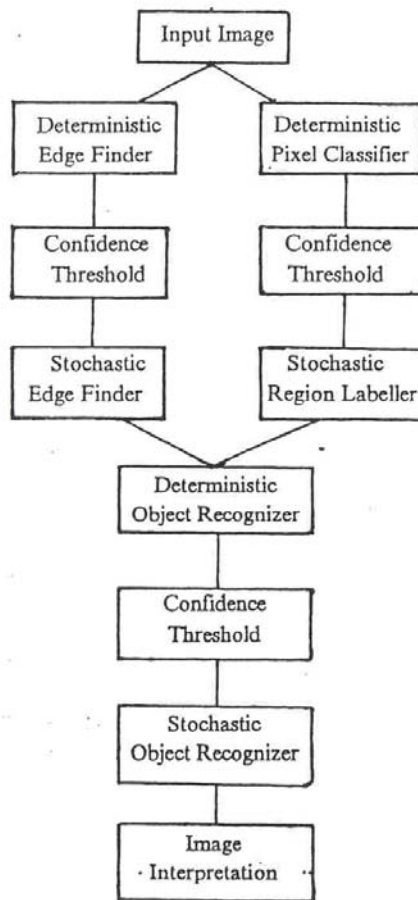 Input Image
Deterministic
Edge Finder
Deterministic
Pixel Classifier
Confidence
Threshold
Confidence
Threshold
Stochastic
Edge Finder
Stochastic
Region Labeller
Deterministic
Object Recognizer
Confidence
Threshold
Stochastic
Object Recognizer
Image
Interpretation